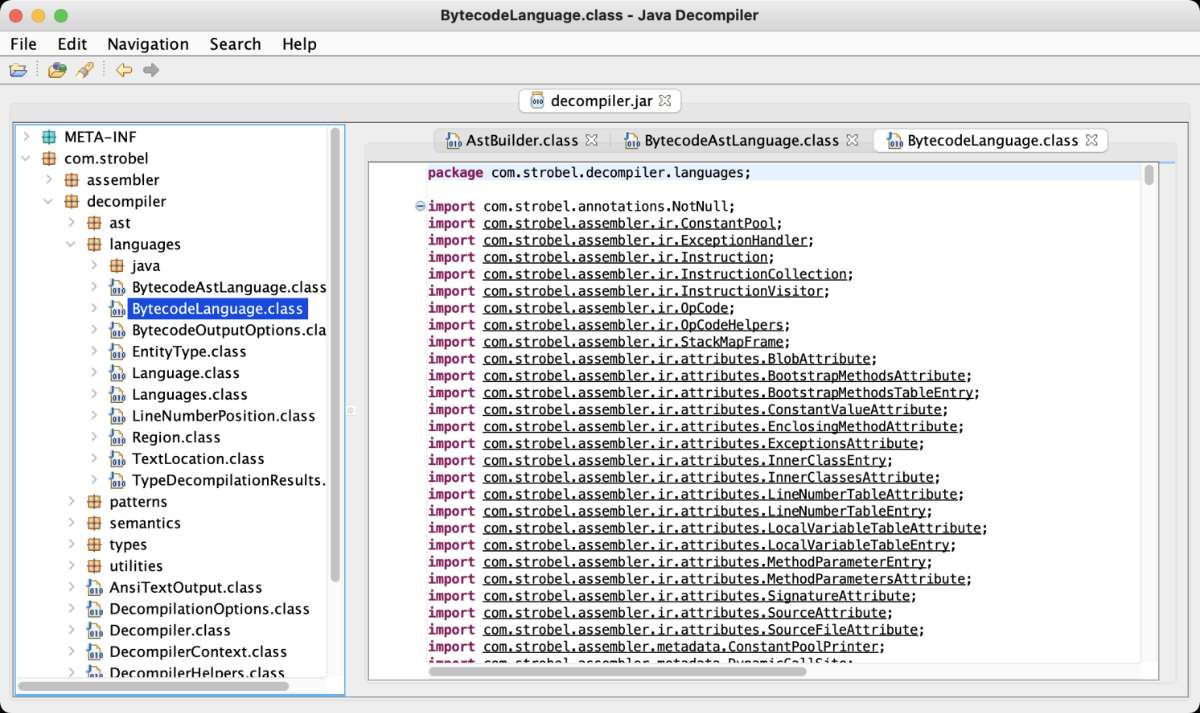 BytecodeLanguage.class - Java Decompiler
File Edit Navigation Search Help
decompiler.jar
META-INF
com.strobel
assembler
decompiler
ast
languages
java
BytecodeAstLanguage.class
BytecodeLanguage.class
BytecodeOutputOptions.cla
EntityType.class
Language.class
Languages.class
LineNumberPosition.class
Region.class
TextLocation.class
TypeDecompilationResults.
patterns
semantics
types
utilities
AnsiTextOutput.class
DecompilationOptions.class
Decompiler.class
DecompilerContext.class
DecompilerHelpers.class
AstBuilder.class BytecodeAstLanguage.class BytecodeLanguage.class
package com.strobel.decompiler.languages;
import com.strobel.annotations.NotNull;
import com.strobel.assembler.ir.ConstantPool;
import com.strobel.assembler.ir.ExceptionHandler;
import com.strobel.assembler.ir.Instruction;
import com.strobel.assembler.ir.InstructionCollection;
import com.strobel.assembler.ir.InstructionVisitor;
import com.strobel.assembler.ir.OpCode;
import com.strobel.assembler.ir.OpCodeHelpers;
import com.strobel.assembler.ir.StackMapFrame;
import com.strobel.assembler.ir.attributes.BlobAttribute;
import com.strobel.assembler.ir.attributes.BootstrapMethodsAttribute;
import com.strobel.assembler.ir.attributes.BootstrapMethodsTableEntry;
import com.strobel.assembler.ir.attributes.ConstantValueAttribute;
import com.strobel.assembler.ir.attributes.EnclosingMethodAttribute;
import com.strobel.assembler.ir.attributes.ExceptionsAttribute;
import com.strobel.assembler.ir.attributes.InnerClassEntry;
import com.strobel.assembler.ir.attributes.InnerClassesAttribute;
import com.strobel.assembler.ir.attributes.LineNumberTableAttribute;
import com.strobel.assembler.ir.attributes.LineNumberTableEntry;
import com.strobel.assembler.ir.attributes.LocalVariableTableAttribute;
import com.strobel.assembler.ir.attributes.LocalVariableTableEntry;
import com.strobel.assembler.ir.attributes.MethodParameterEntry;
import com.strobel.assembler.ir.attributes.MethodParametersAttribute;
import com.strobel.assembler.ir.attributes.SignatureAttribute;
import com.strobel.assembler.ir.attributes.SourceAttribute;
import com.strobel.assembler.ir.attributes.SourceFileAttribute;
import com.strobel.assembler.metadata.ConstantPoolPrinter;
import com.strobel.assembler.metadata.DynamicCallSite;